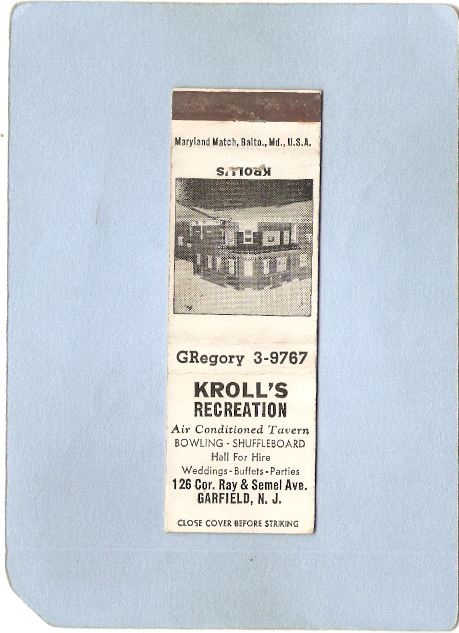 Maryland Match, Balto., Md., U.S.A.
KROLL'S
GRegory 3-9767
KROLL'S
RECREATION
Air Conditioned Tavern
BOWLING - SHUFFLEBOARD
Hall For Hire
Weddings - Buffets - Parties
126 Cor. Ray & Semel Ave.
GARFIELD, N. J.
CLOSE COVER BEFORE STRIKING